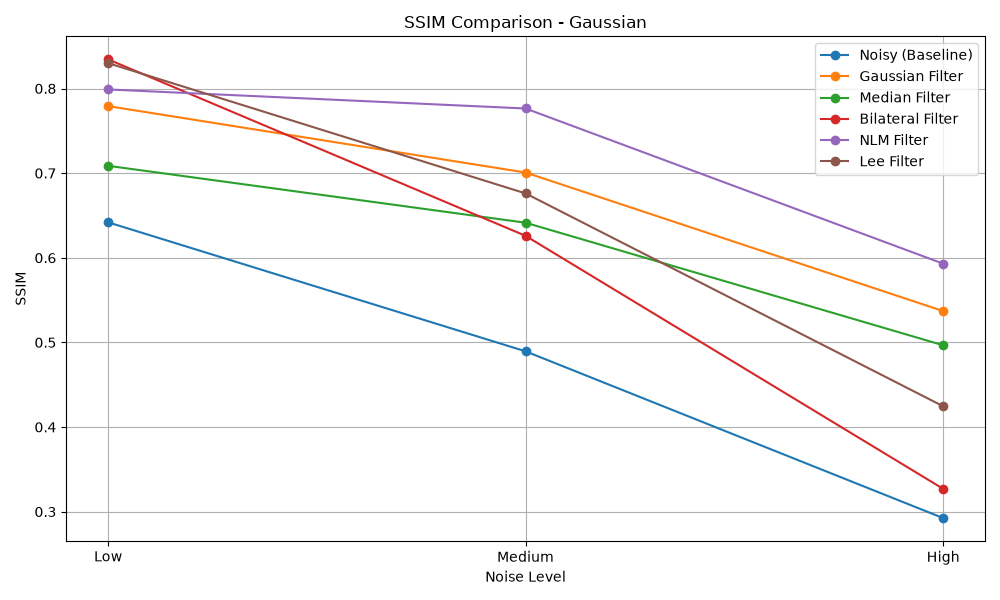 SSIM Comparison - Gaussian
Noisy (Baseline)
Gaussian Filter
Median Filter
Bilateral Filter
NLM Filter
Lee Filter
SSIM
0.8
0.7
0.6
0.5
0.4
0.3
Low
Medium
High
Noise Level